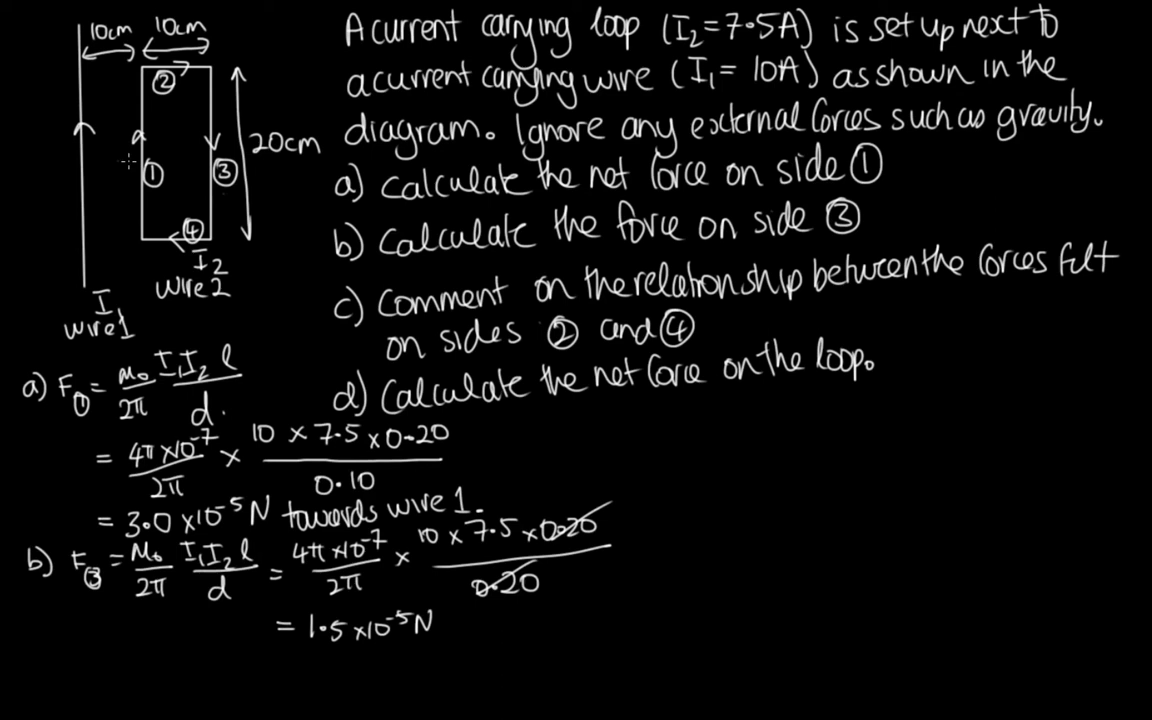 10cm 10cm
②
20cm
① ③
④
I₂
wire2
I
wire1
A current carrying loop (I₂=7.5A) is set up next to
a current carrying wire (I₁= 10A) as shown in the
diagram. Ignore any external forces such as gravity.
a) Calculate the net force on side ①
b) Calculate the force on side ③
c) Comment on the relationship between the forces felt
on sides ② and ④
d) Calculate the net force on the loop.
a) F① = μ₀/2π I₁I₂ l/d.
= 4π×10⁻⁷/2π × 10 × 7.5 × 0.20/0.10
= 3.0 ×10⁻⁵ N towards wire 1.
b) F③ = μ₀/2π I₁I₂ l/d = 4π×10⁻⁷/2π × 10 × 7.5 × 0.20/0.20
= 1.5 ×10⁻⁵ N